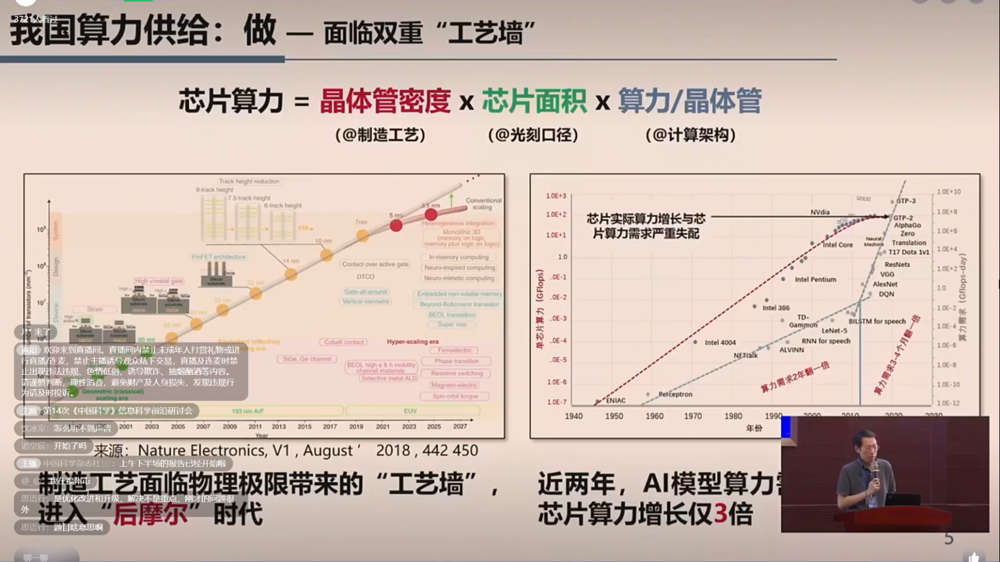 3721人看过
我国算力供给：做 — 面临双重“工艺墙”
芯片算力 = 晶体管密度 x 芯片面积 x 算力/晶体管
（@制造工艺） （@光刻口径） （@计算架构）
Track height reduction
9-track height
7.5-track height
6-track height
Conventional scaling
3.5 nm
5 nm
7nm
10 nm
14 nm
22 nm
32 nm
45 nm
65 nm
90 nm
Heterogeneous integration
Monolithic 3D
(memory on logic,
memory plus logic on logic)
In-memory computing
Neuro-inspired computing
Neuro-mimetic computing
Embedded non-volatile memory
Beyond-Boltzmann transistor
BEOL transistors
Super vias
FinFET architecture
Contact over active gate
DTCO
Gate-all-around
Vertical nanowire
High κ/metal gate
Strain
System
Design
Device
Cobalt contact
Hyper-scaling era
SiGe, Ge channel
BEOL high e & h mobility
channel materials
Selective metal ALD
Ferroelectric
Phase transition
Resistive switching
Magneto-electric
Spin-orbit torque
Geometric (classical)
scaling era
193 nm ArF
EUV
2001 2003 2005 2007 2009 2011 2013 2015 2017 2019 2021 2023 2025 2027
Year
来源：Nature Electronics, V1 , August ’ 2018 , 442 450
制造工艺面临物理极限带来的“工艺墙”，
进入“后摩尔”时代
芯片实际算力增长与芯
片算力需求严重失配
NVdia
GTP-3
GTP-2
AlphaGo
Zero
Neural
Machine
Translation
T17 Dota 1v1
ResNets
VGG
AlexNet
DQN
Intel Core
Intel Pentium
Intel 386
TD-
Gammon
BILSTM for speech
LeNet-5
RNN for speech
Intel 4004
ALVINN
NETtalk
Perceptron
ENIAC
算力需求2年翻一倍
算力需求3-4个月翻一倍
单芯片算力（GFlops）
算力需求（Gflops-day）
1.0E+3
1.0E+2
1.0E+1
1.0
.0E-1
.0E-2
.0E-3
.0E-4
.0E-5
1.0E-6
1.0E-7
1.0E+10
1.0E+8
1.0E+6
1.0E+4
1.0E+2
1.0
1.0E-2
1.0E-4
1.0E-6
1.0E-8
1.0E-10
1.0E-12
1940 1950 1960 1970 1980 1990 2000 2010 2020 2030
年份
近两年，AI模型算力
芯片算力增长仅3倍
5
来了
通知 欢迎来到直播间。直播间内禁止未成年人打赏礼物或进
行直播/连麦，禁止主播诱导观众私下交易，直播及连麦时禁
止出现违法违规、色情低俗、诱导欺诈、抽烟酗酒等内容。
请谨慎判断，理性消费，避免财产及人身损失，发现违规行
为请及时投诉。
主题 第14次《中国科学》信息科学前沿研讨会
饮冰室：怎么听不到声音
诺空辰：开始了吗
主播 中国科学杂志社：上午下半场的报告已经开始啦
@_@：我在福州市
思语行：是优化改进和升级，解决不是重点，刚才的问题很
外
思语行：题目啥意思啊
聊一聊